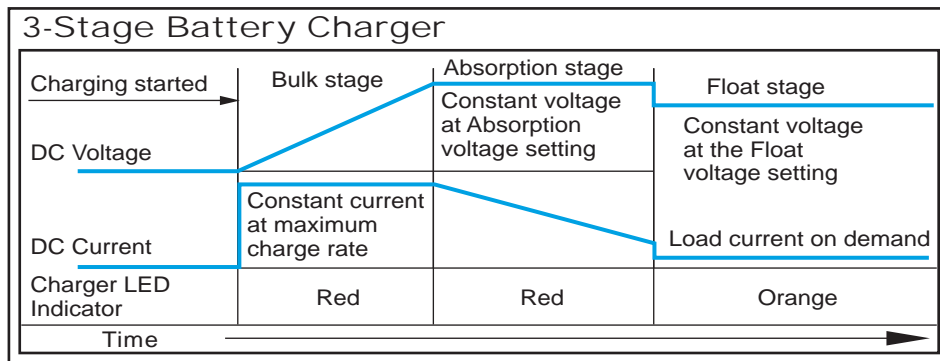 3-Stage Battery Charger
Charging started
Bulk stage
Absorption stage
Float stage
Constant voltage
at Absorption
voltage setting
Constant voltage
at the Float
voltage setting
DC Voltage
Constant current
at maximum
charge rate
DC Current
Load current on demand
Charger LED
Indicator
Red
Red
Orange
Time